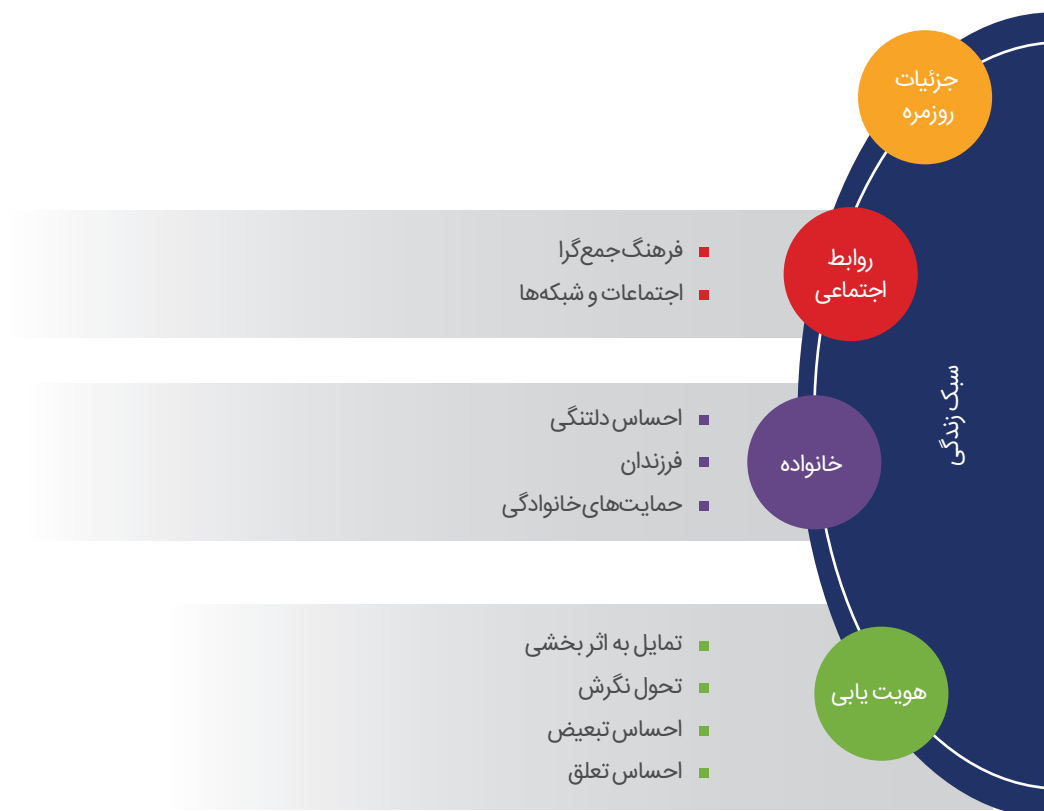 سبک زندگی
جزئیات
روزمره
روابط
اجتماعی
فرهنگ جمع‌گرا
اجتماعات و شبکه‌ها
خانواده
احساس دلتنگی
فرزندان
حمایت‌های خانوادگی
هویت یابی
تمایل به اثر بخشی
تحول نگرش
احساس تبعیض
احساس تعلق